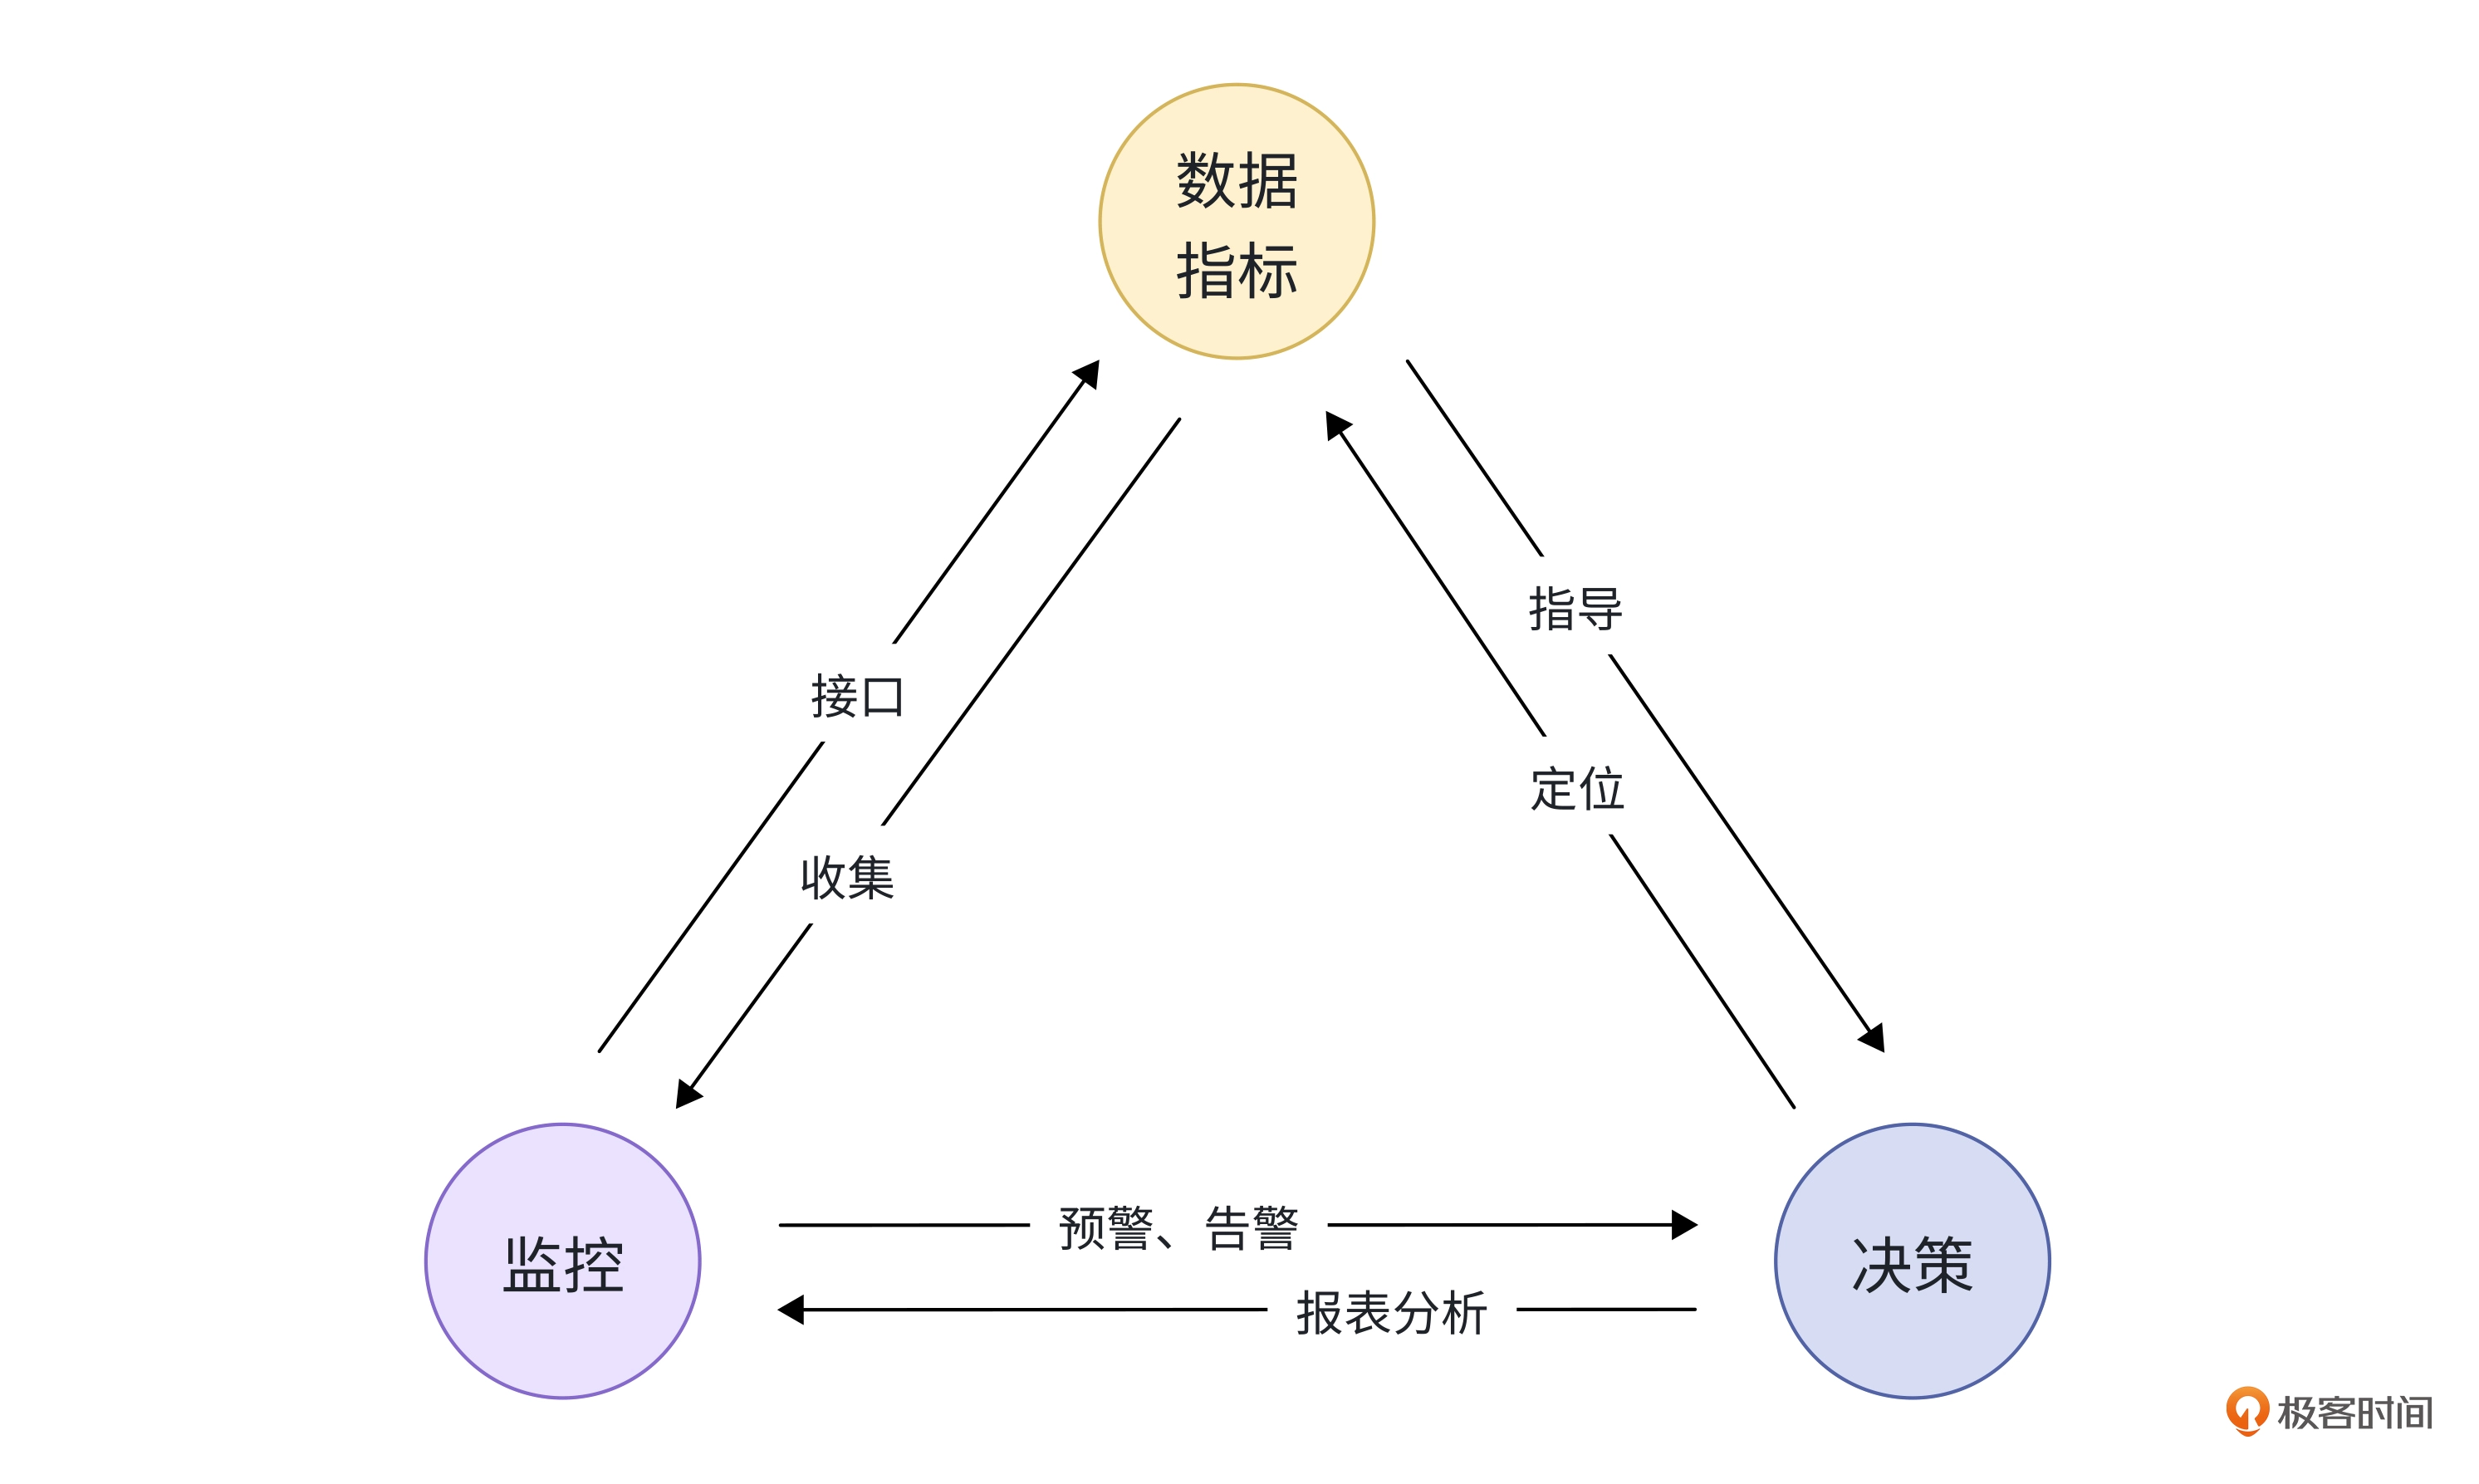 数据
指标
指导
接口
定位
收集
预警、告警
监控
决策
报表分析
极客时间